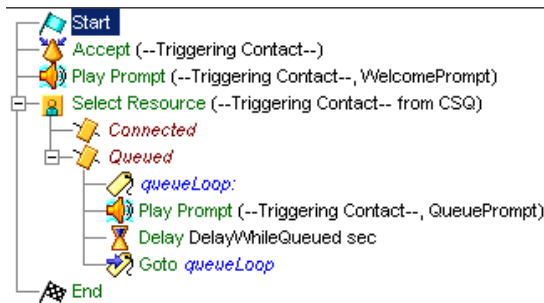 Start
Accept (--Triggering Contact--)
Play Prompt (--Triggering Contact--, WelcomePrompt)
Select Resource (--Triggering Contact-- from CSQ)
Connected
Queued
queueLoop:
Play Prompt (--Triggering Contact--, QueuePrompt)
Delay DelayWhileQueued sec
Goto queueLoop
End